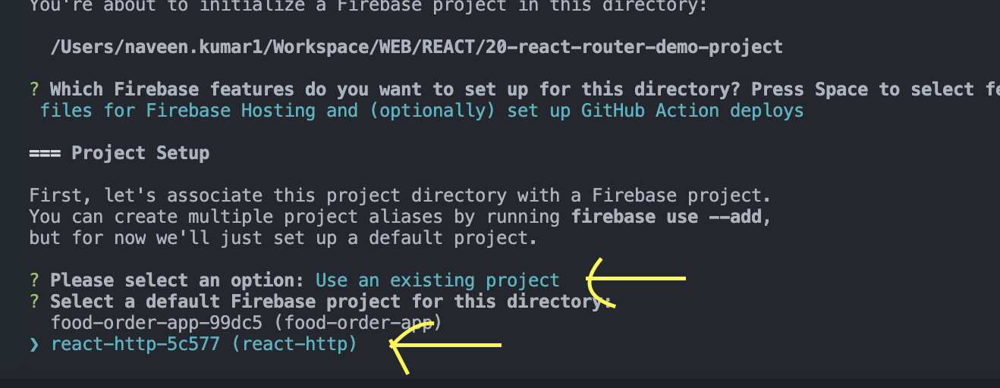 You're about to initialize a Firebase project in this directory:
/Users/naveen.kumar1/Workspace/WEB/REACT/20-react-router-demo-project
? Which Firebase features do you want to set up for this directory? Press Space to select
files for Firebase Hosting and (optionally) set up GitHub Action deploys
=== Project Setup
First, let's associate this project directory with a Firebase project.
You can create multiple project aliases by running firebase use --add,
but for now we'll just set up a default project.
? Please select an option: Use an existing project
? Select a default Firebase project for this directory:
food-order-app-99dc5 (food-order-app)
❯ react-http-5c577 (react-http)